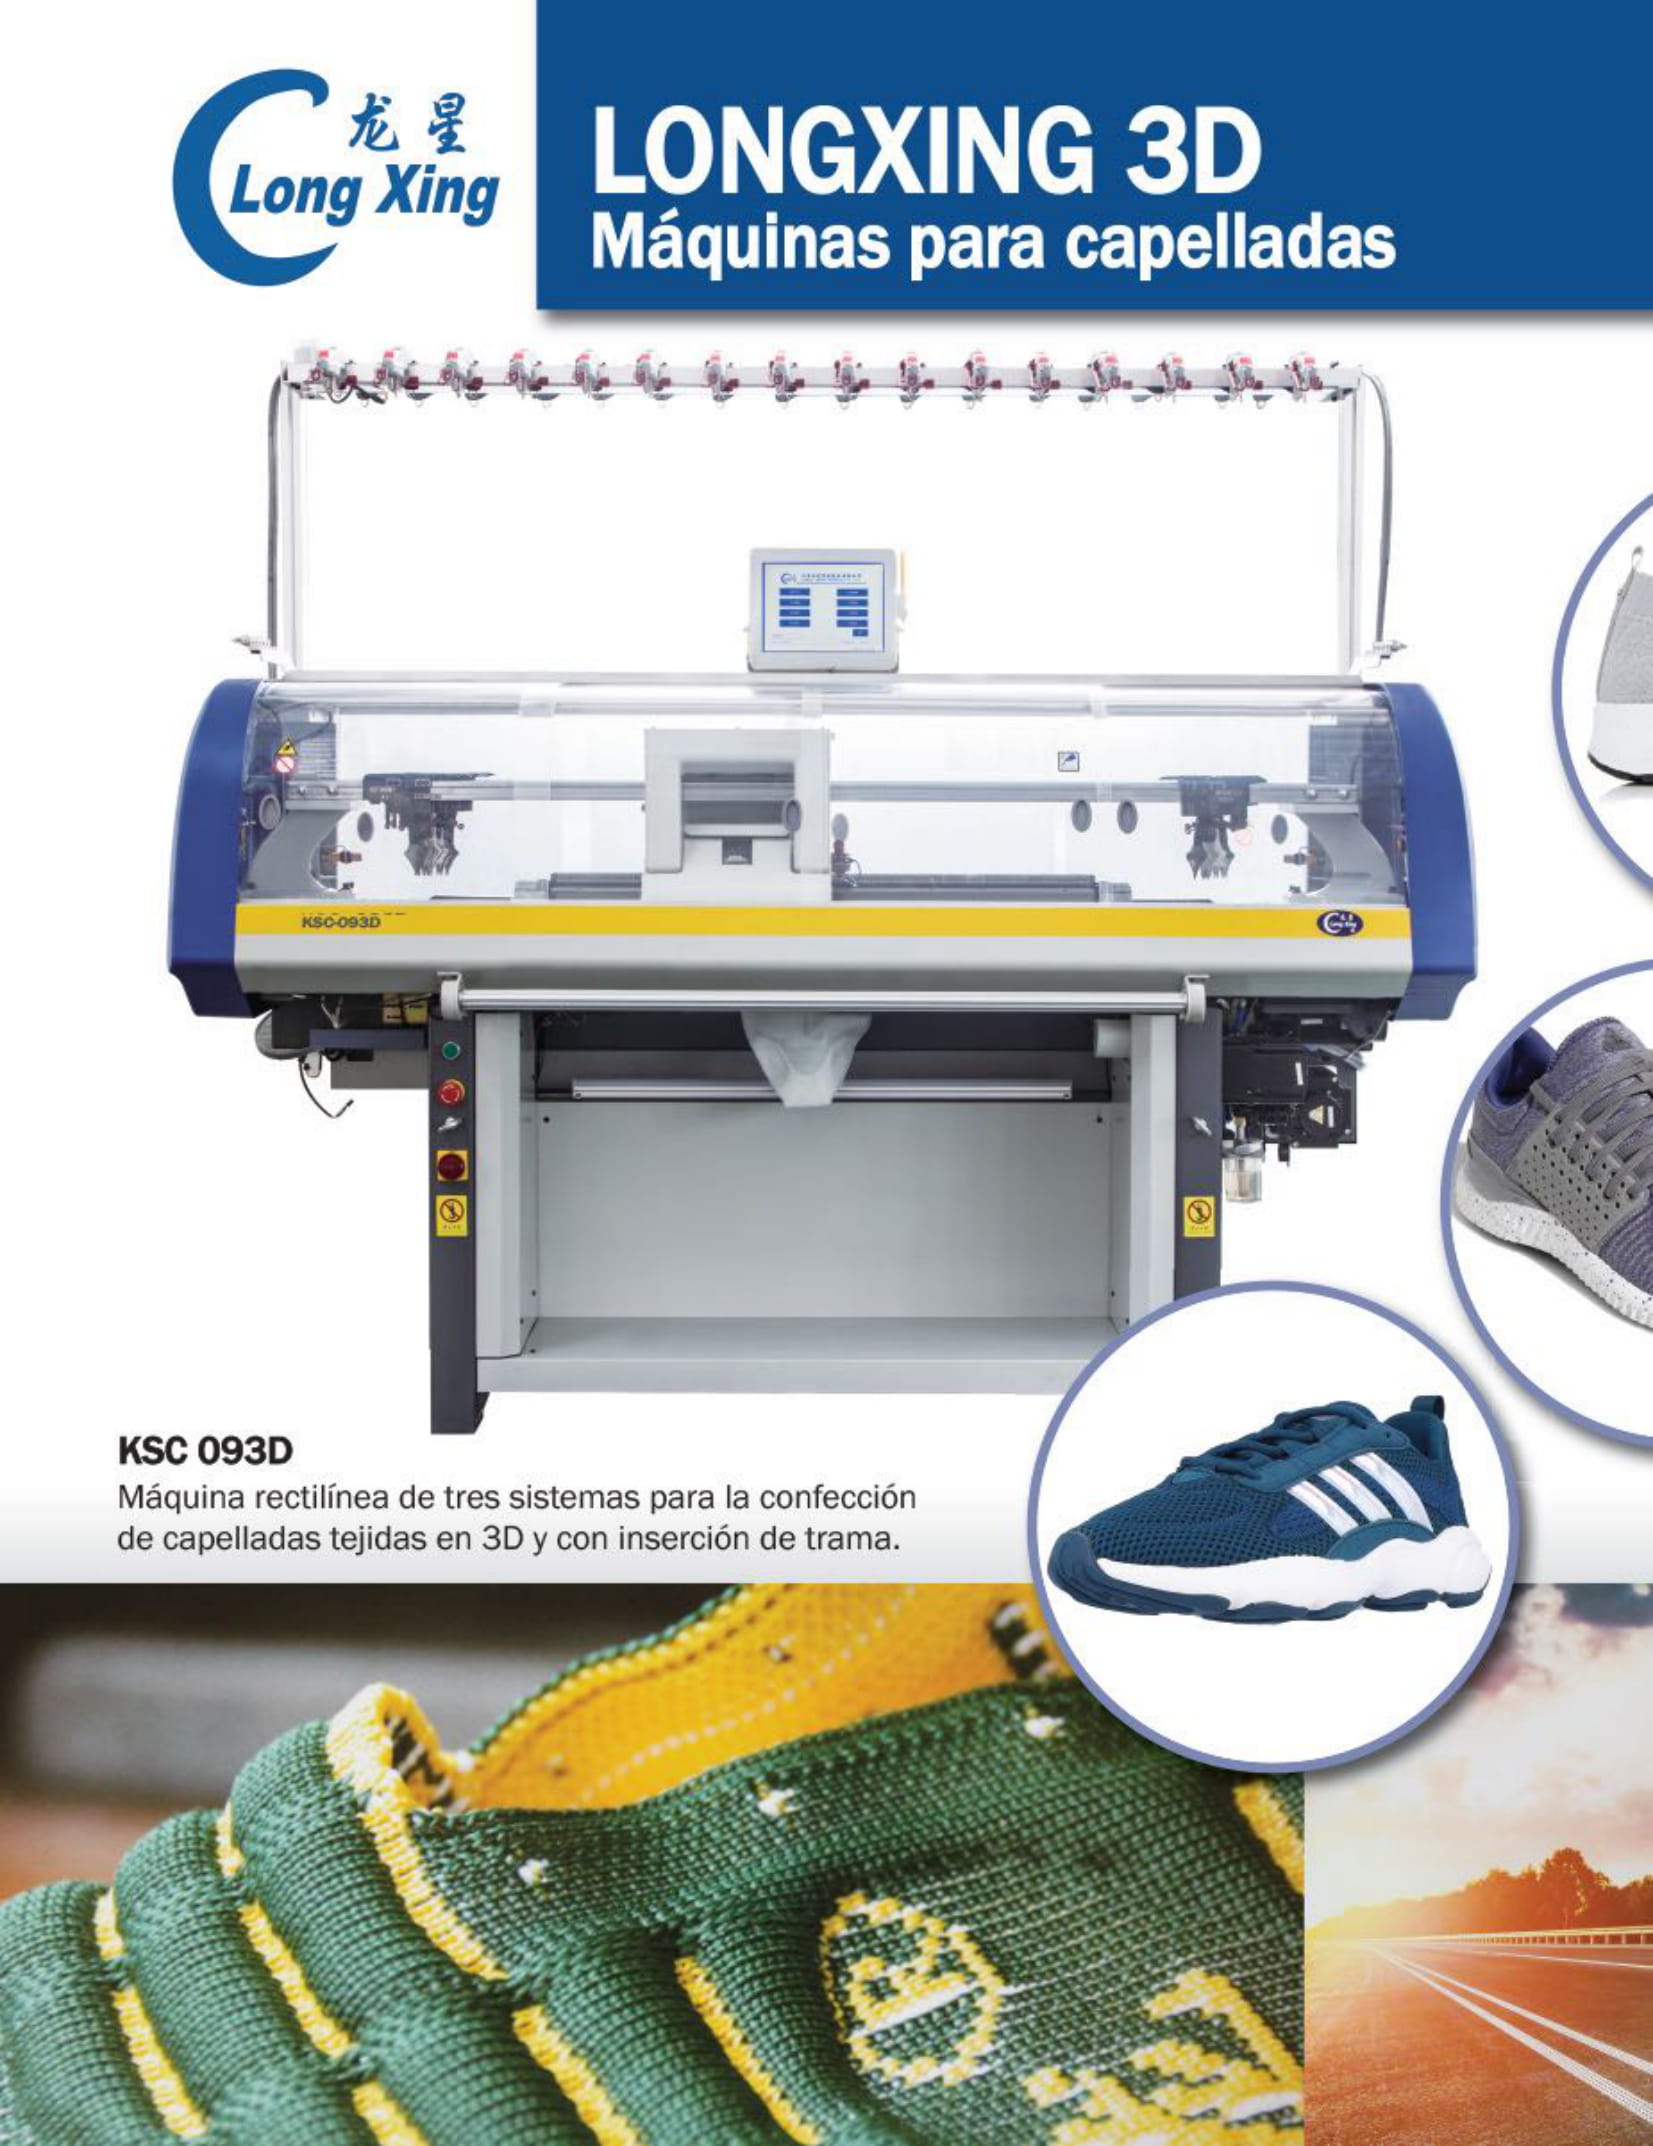 龙星
Long Xing
LONGXING 3D
Máquinas para capelladas
KSC-093D
KSC 093D
Máquina rectilínea de tres sistemas para la confección
de capelladas tejidas en 3D y con inserción de trama.